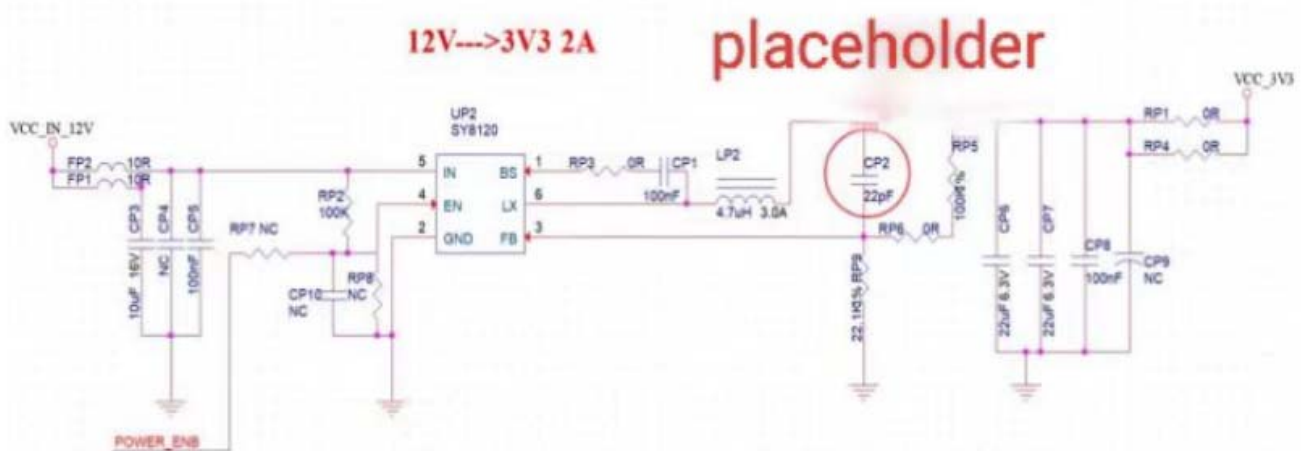 12V--->3V3 2A
placeholder
VCC_3V3
VCC_IN_12V
UP2
SY8120
FP2 10R
FP1 10R
5 IN BS 1
4 EN LX 6
2 GND FB 3
RP3 0R CP1
100nF
LP2
4.7uH 3.0A
CP2
22pF
RP5
RP1 0R
RP4 0R
RP2
100K
RP7 NC
RP6 0R
CP3
10uF 16V
CP4
NC
CP5
100nF
CP10
NC
RP8
NC
22.1K1% RP9
CP6
22uF 6.3V
CP7
22uF 6.3V
CP8
100nF
CP9
NC
POWER_ENB